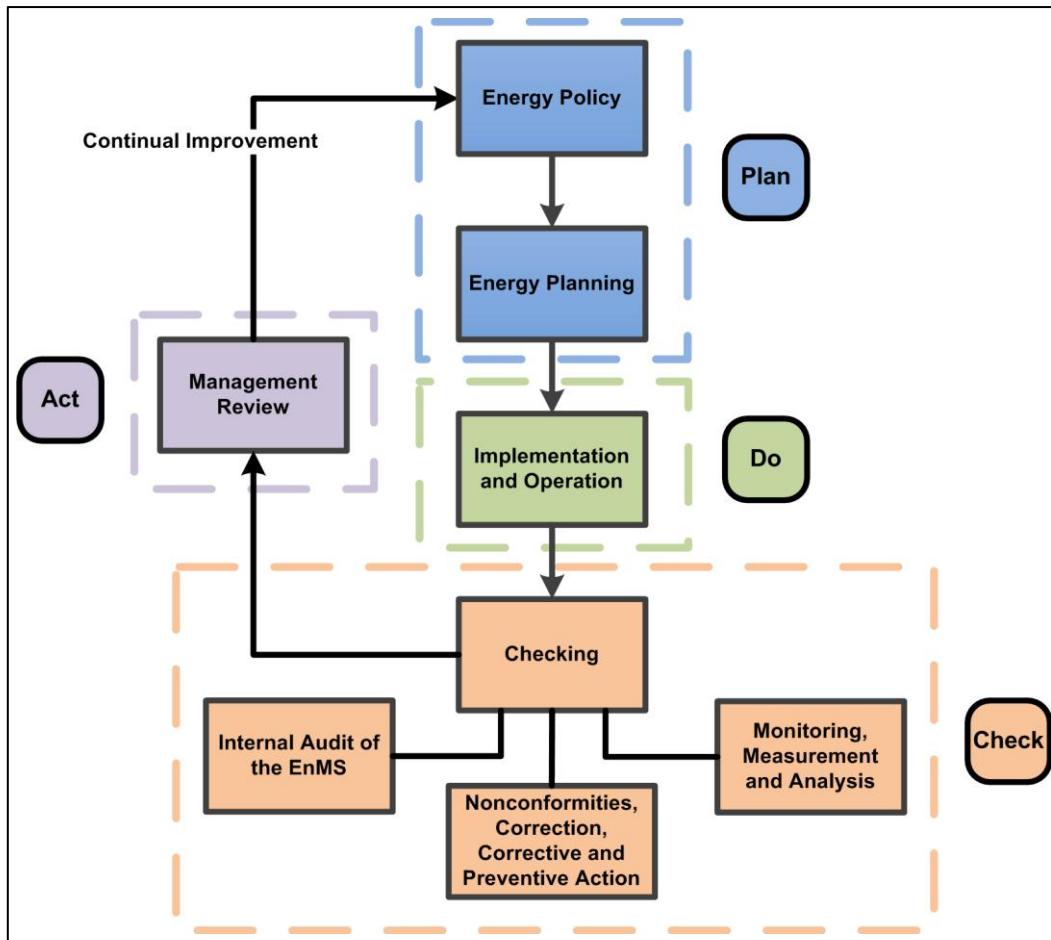 Energy Policy
Continual Improvement
Plan
Energy Planning
Management
Review
Act
Implementation
and Operation
Do
Checking
Internal Audit of
the EnMS
Monitoring,
Measurement
and Analysis
Check
Nonconformities,
Correction,
Corrective and
Preventive Action